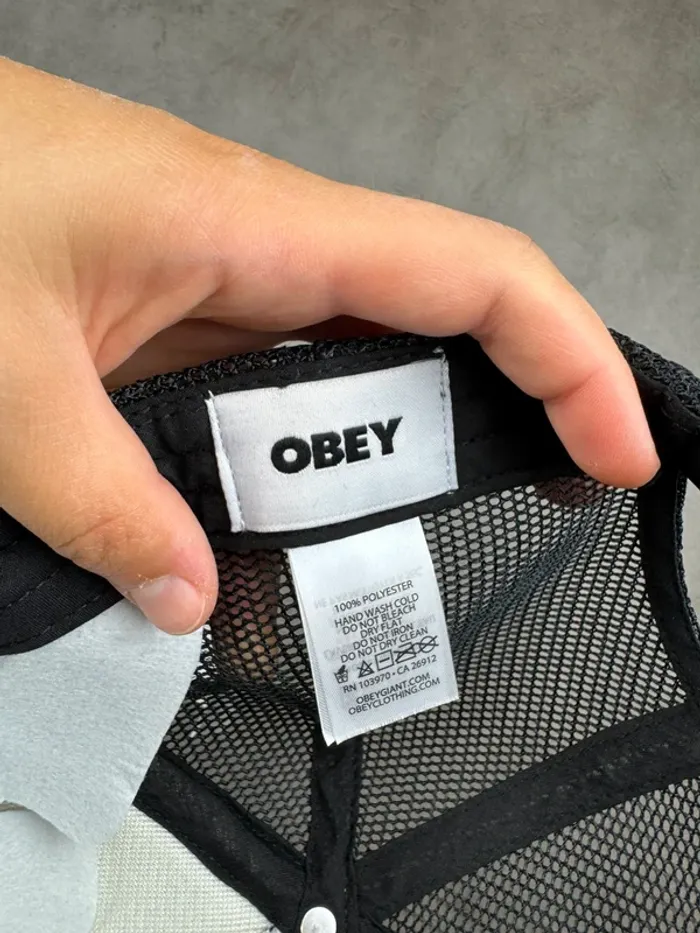 OBEY
100% POLYESTER
HAND WASH COLD
DO NOT BLEACH
DRY FLAT
DO NOT IRON
DO NOT DRY CLEAN
RN 103970 • CA 26912
OBEYGIANT.COM
OBEYCLOTHING.COM